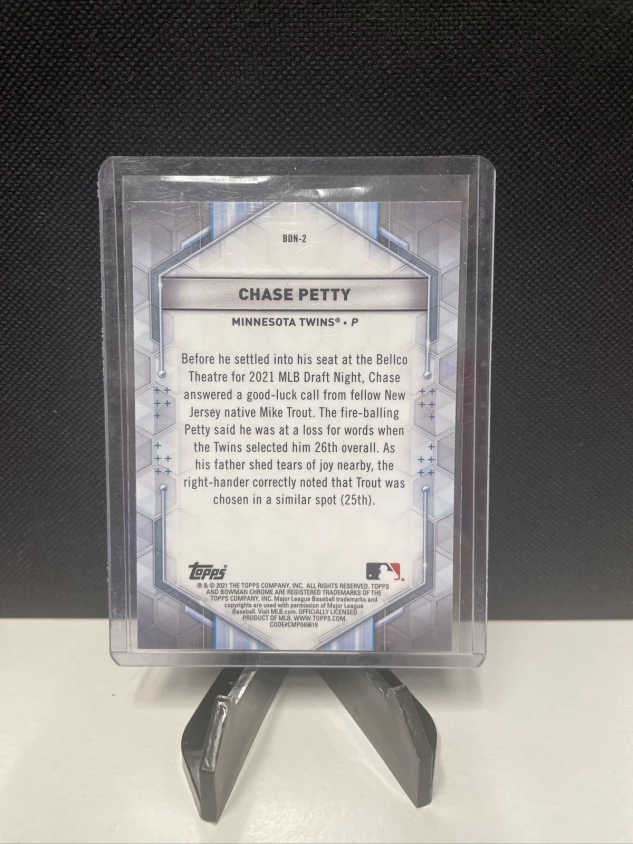 BDN-2
CHASE PETTY
MINNESOTA TWINS® • P
Before he settled into his seat at the Bellco
Theatre for 2021 MLB Draft Night, Chase
answered a good-luck call from fellow New
Jersey native Mike Trout. The fire-balling
Petty said he was at a loss for words when
the Twins selected him 26th overall. As
his father shed tears of joy nearby, the
right-hander correctly noted that Trout was
chosen in a similar spot (25th).
Topps
® & © 2021 THE TOPPS COMPANY, INC. ALL RIGHTS RESERVED. TOPPS
AND BOWMAN CHROME ARE REGISTERED TRADEMARKS OF THE
TOPPS COMPANY, INC. Major League Baseball trademarks and
copyrights are used with permission of Major League
Baseball. Visit MLB.com. OFFICIALLY LICENSED
PRODUCT OF MLB. WWW.TOPPS.COM
CODE#CMP049619